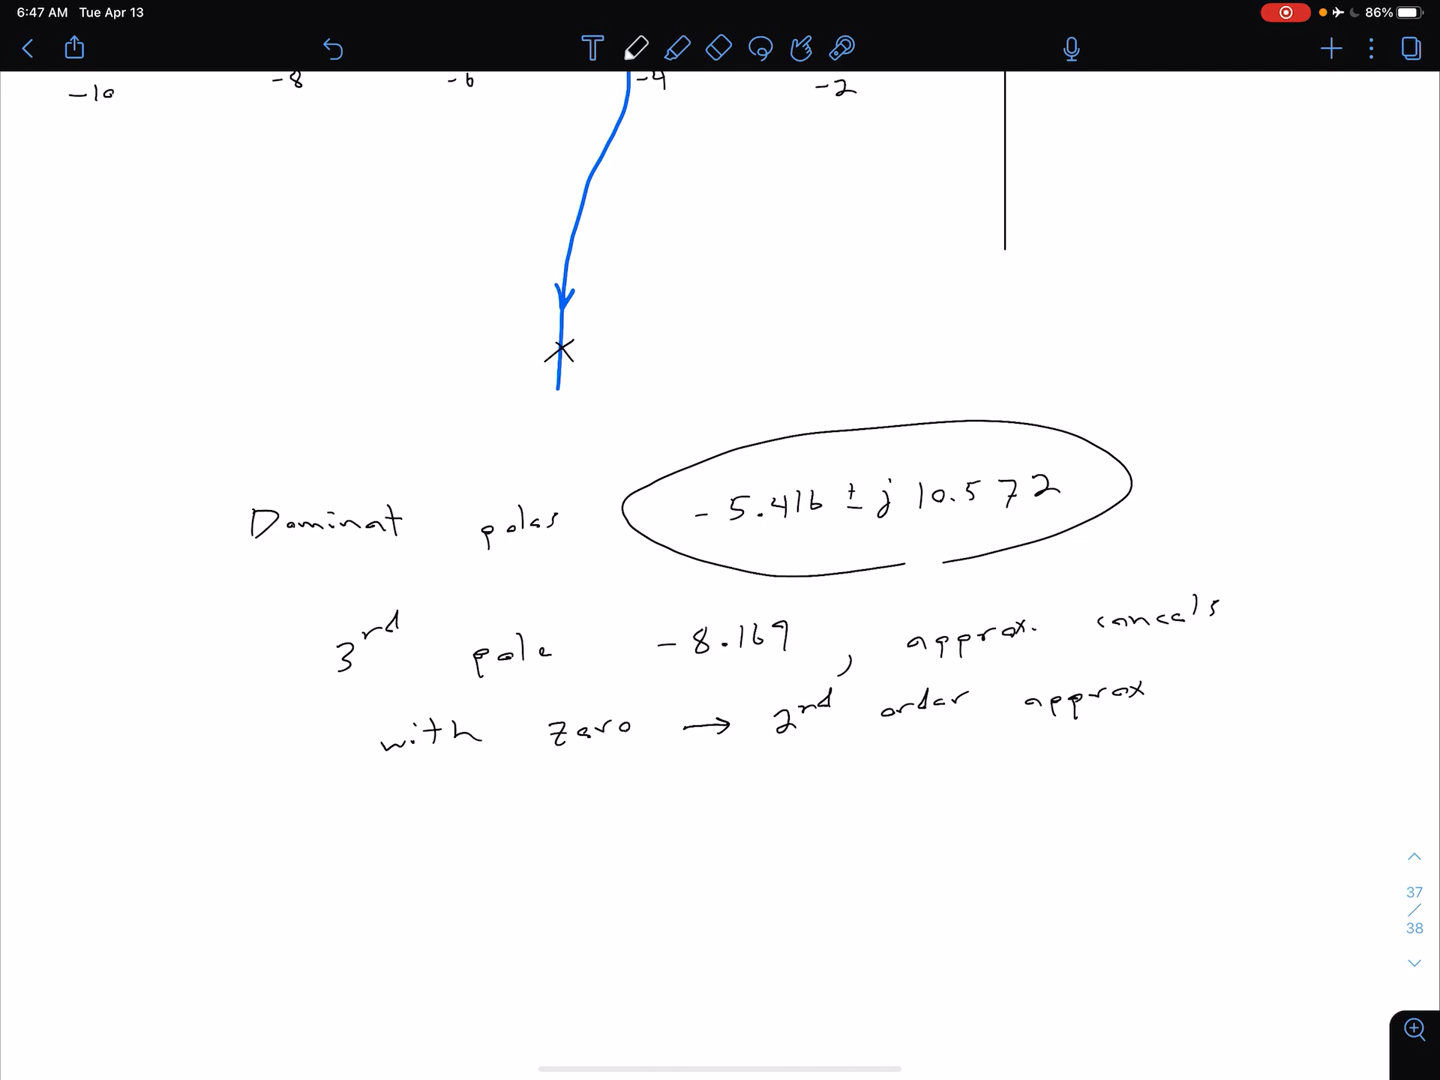 6:47 AM Tue Apr 13
86%
T
-10 -8 -6 -4 -2
Dominat poles -5.416 ± j 10.572
3rd pole -8.169, approx. cancels
with zero → 2nd order approx
37
/
38